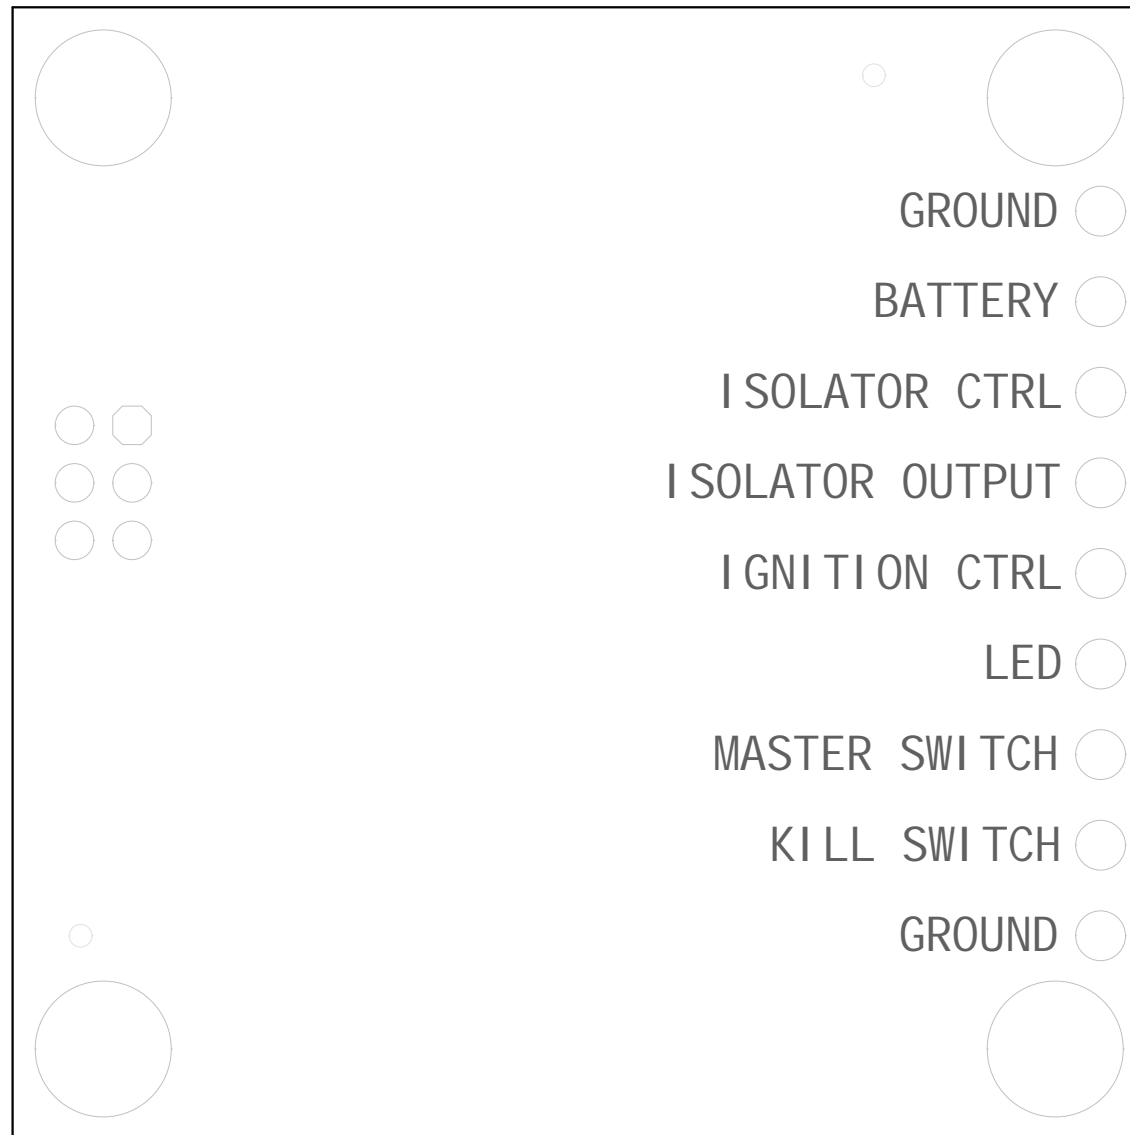 GROUND
BATTERY
ISOLATOR CTRL
ISOLATOR OUTPUT
IGNITION CTRL
LED
MASTER SWITCH
KILL SWITCH
GROUND